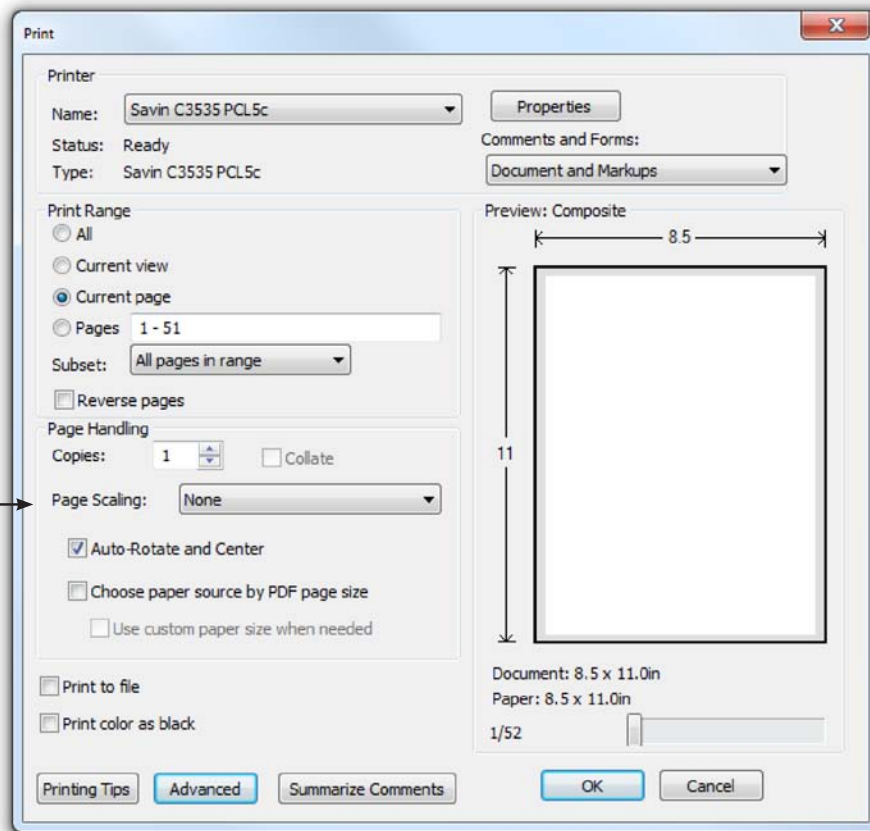 Print
Printer
Name: Savin C3535 PCL5c Properties
Status: Ready Comments and Forms:
Type: Savin C3535 PCL5c Document and Markups
Print Range
All
Current view
Current page
Pages 1 - 51
Subset: All pages in range
Reverse pages
Page Handling
Copies: 1 Collate
Page Scaling: None
Auto-Rotate and Center
Choose paper source by PDF page size
Use custom paper size when needed
Print to file
Print color as black
Preview: Composite
8.5
11
Document: 8.5 x 11.0in
Paper: 8.5 x 11.0in
1/52
Printing Tips Advanced Summarize Comments OK Cancel